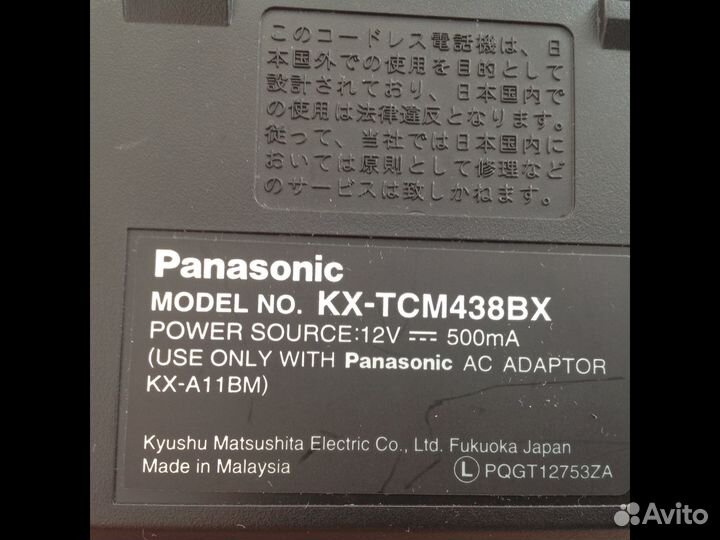 このコードレス電話機は、日
本国外での使用を目的として
設計されており、日本国内で
の使用は法律違反となります。
従って、当社では日本国内に
おいては原則として修理など
のサービスは致しかねます。
Panasonic
MODEL NO. KX-TCM438BX
POWER SOURCE:12V ⎓ 500mA
(USE ONLY WITH Panasonic AC ADAPTOR
KX-A11BM)
Kyushu Matsushita Electric Co., Ltd. Fukuoka Japan
Made in Malaysia
Ⓛ PQGT12753ZA
Avito